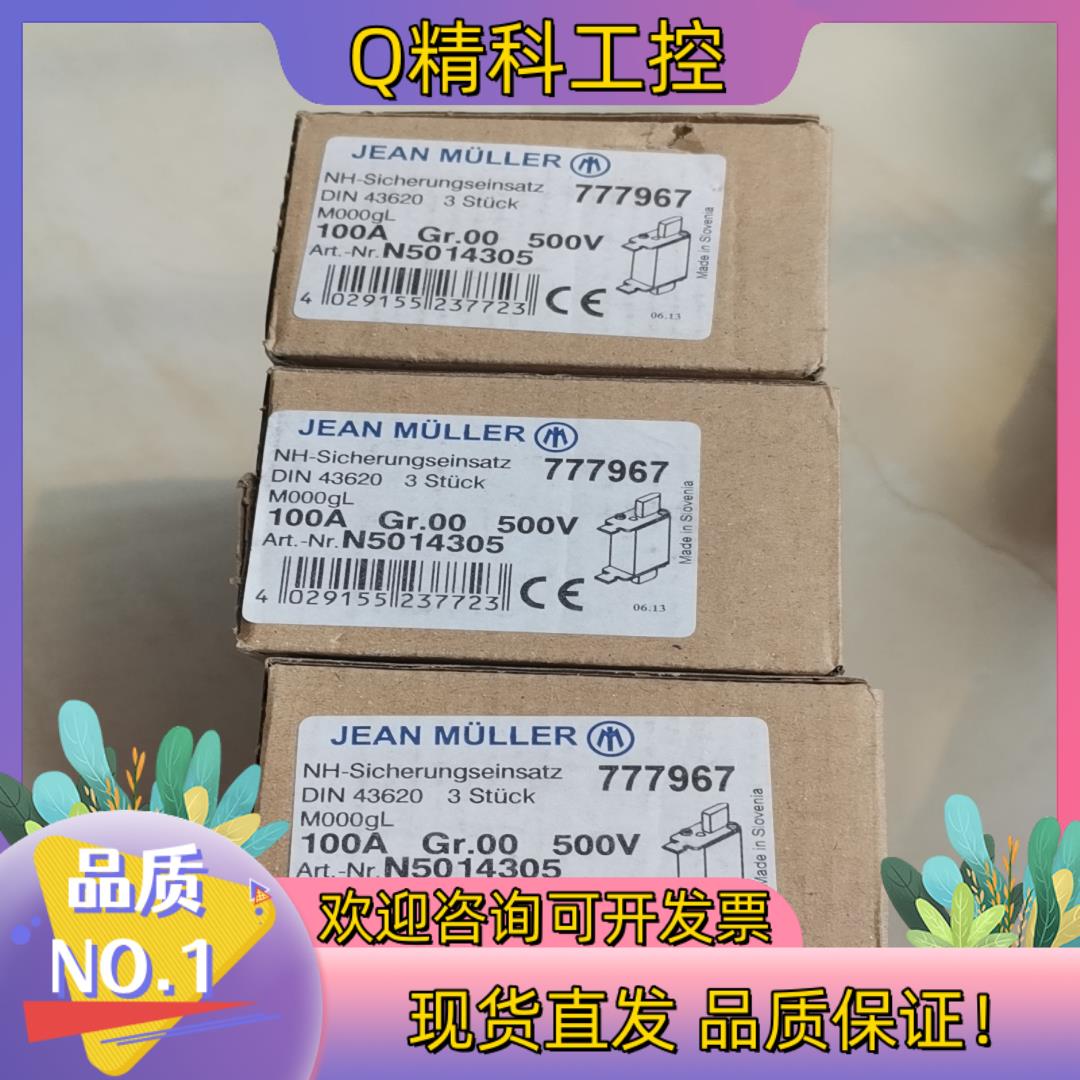 Q精科工控
JEAN MÜLLER
NH-Sicherungseinsatz 777967
DIN 43620 3 Stück
M000gL
100A Gr.00 500V
Art.-Nr. N5014305
4 029155 237723 CE
06.13
Made in Slovenia
JEAN MÜLLER
NH-Sicherungseinsatz 777967
DIN 43620 3 Stück
M000gL
100A Gr.00 500V
Art.-Nr. N5014305
4 029155 237723 CE
06.13
Made in Slovenia
JEAN MÜLLER
NH-Sicherungseinsatz 777967
DIN 43620 3 Stück
M000gL
100A Gr.00 500V
Art.-Nr. N5014305
Made in Slovenia
品质
NO.1
欢迎咨询可开发票
现货直发 品质保证!